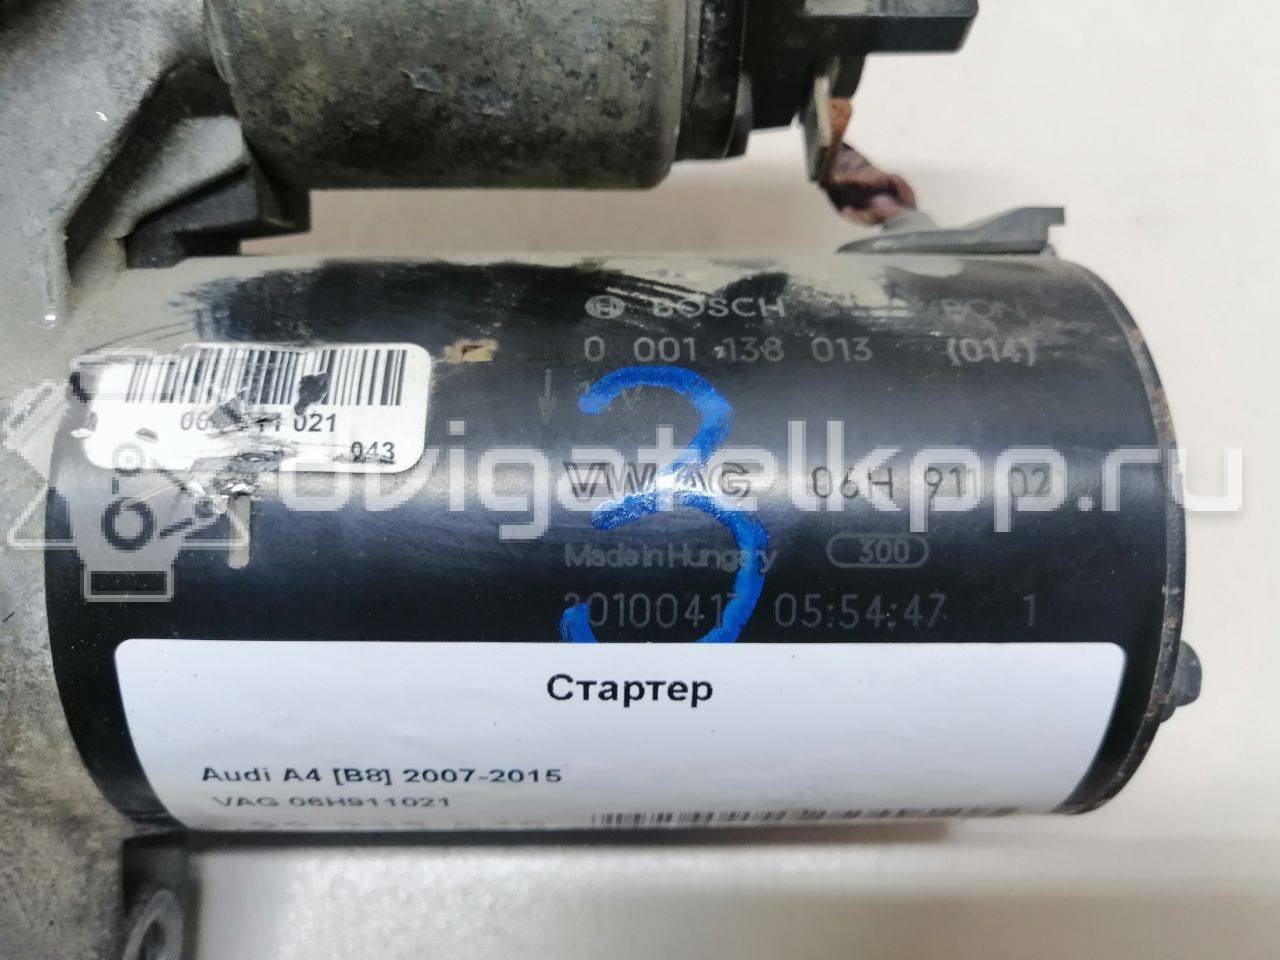 BOSCH
0 001 138 013 (014)
V
021
043
VW AG 06H 911 021
3
dvigatelkpp.ru
Made in Hungary 300
20100417 05:54:47 1
Стартер
Audi A4 [B8] 2007-2015
VAG 06H911021